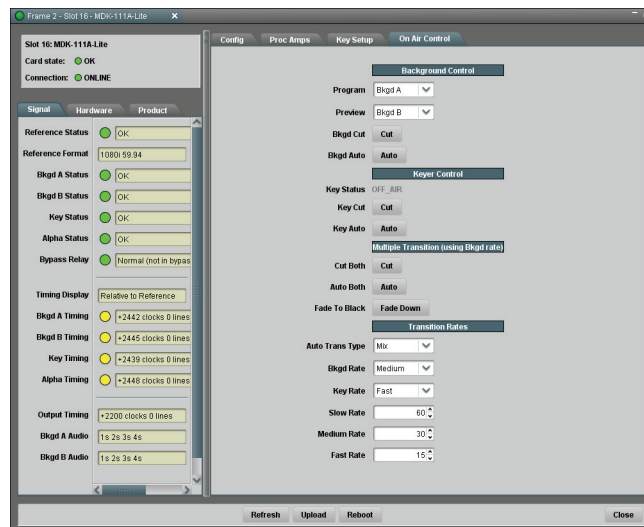 Frame 2 - Slot 16 - MDK-111A-Lite
Slot 16: MDK-111A-Lite
Card state: OK
Connection: ONLINE
Signal Hardware Product
Reference Status OK
Reference Format 1080i 59.94
Bkgd A Status OK
Bkgd B Status OK
Key Status OK
Alpha Status OK
Bypass Relay Normal (not in bypas
Timing Display Relative to Reference
Bkgd A Timing +2442 clocks 0 lines
Bkgd B Timing +2445 clocks 0 lines
Key Timing +2439 clocks 0 lines
Alpha Timing +2448 clocks 0 lines
Output Timing +2200 clocks 0 lines
Bkgd A Audio 1s 2s 3s 4s
Bkgd B Audio 1s 2s 3s 4s
Config Proc Amps Key Setup On Air Control
Background Control
Program Bkgd A
Preview Bkgd B
Bkgd Cut Cut
Bkgd Auto Auto
Keyer Control
Key Status OFF_AIR
Key Cut Cut
Key Auto Auto
Multiple Transition (using Bkgd rate)
Cut Both Cut
Auto Both Auto
Fade To Black Fade Down
Transition Rates
Auto Trans Type Mix
Bkgd Rate Medium
Key Rate Fast
Slow Rate 60
Medium Rate 30
Fast Rate 15
Refresh Upload Reboot Close